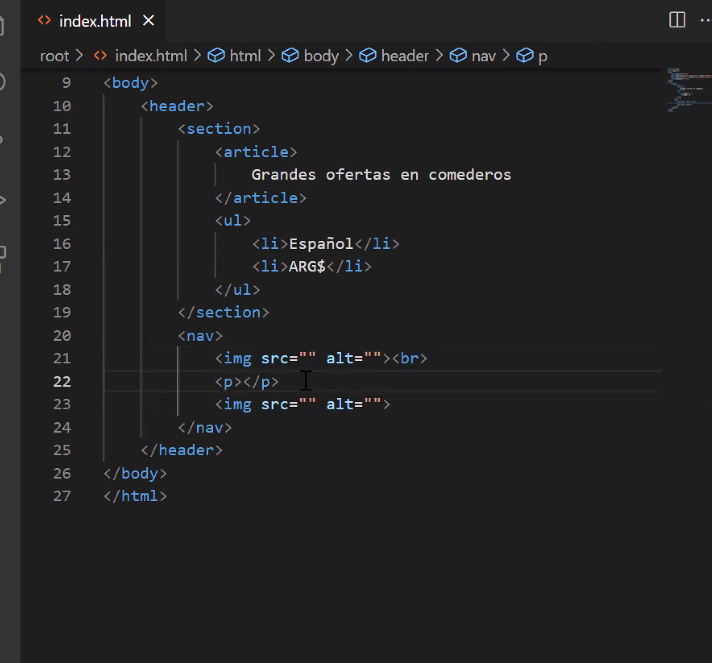 index.html
root > index.html > html > body > header > nav > p
9 <body>
10 <header>
11 <section>
12 <article>
13 Grandes ofertas en comederos
14 </article>
15 <ul>
16 <li>Español</li>
17 <li>ARG$</li>
18 </ul>
19 </section>
20 <nav>
21 <img src="" alt=""><br>
22 <p></p>
23 <img src="" alt="">
24 </nav>
25 </header>
26 </body>
27 </html>